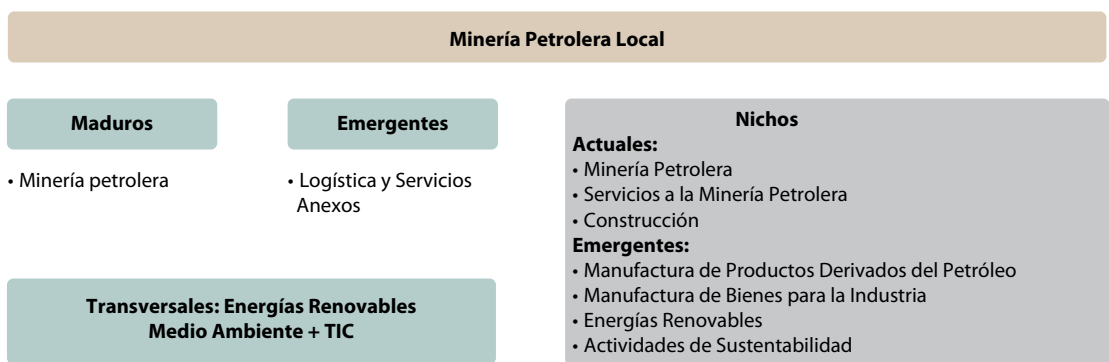 Minería Petrolera Local
Maduros
• Minería petrolera
Emergentes
• Logística y Servicios
Anexos
Transversales: Energías Renovables
Medio Ambiente + TIC
Nichos
Actuales:
• Minería Petrolera
• Servicios a la Minería Petrolera
• Construcción
Emergentes:
• Manufactura de Productos Derivados del Petróleo
• Manufactura de Bienes para la Industria
• Energías Renovables
• Actividades de Sustentabilidad